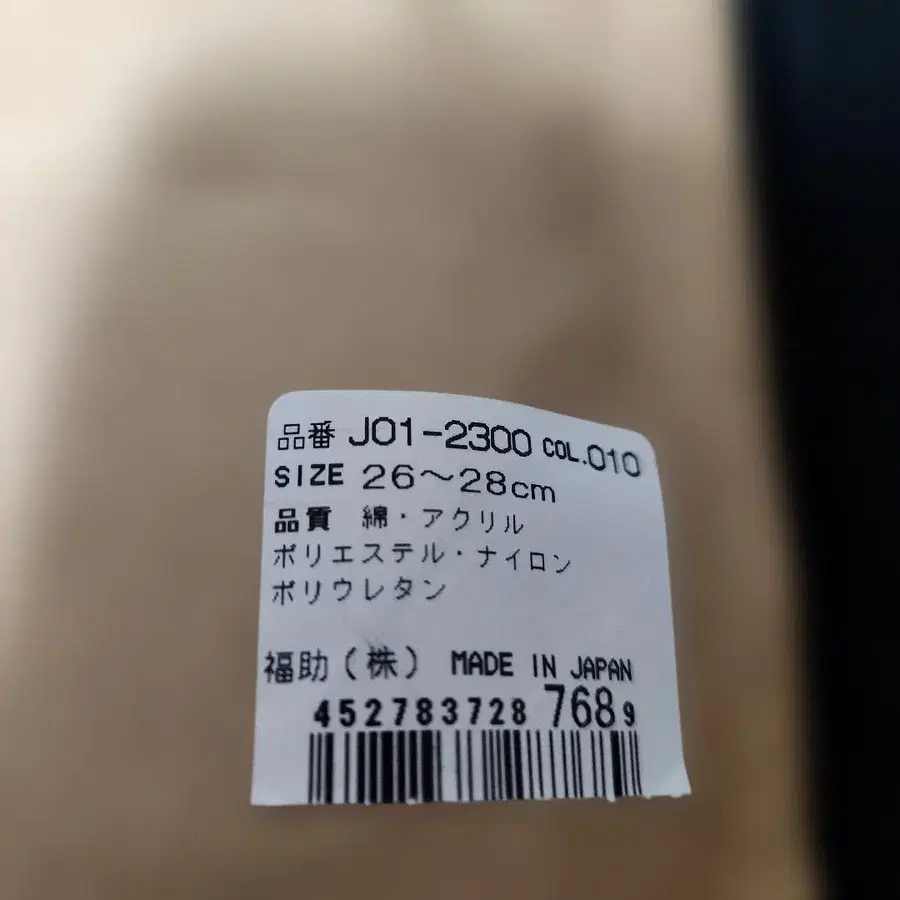 品番 J01-2300 COL.010
SIZE 26〜28cm
品質 綿・アクリル
ポリエステル・ナイロン
ポリウレタン
福助(株) MADE IN JAPAN
452783728 768 9